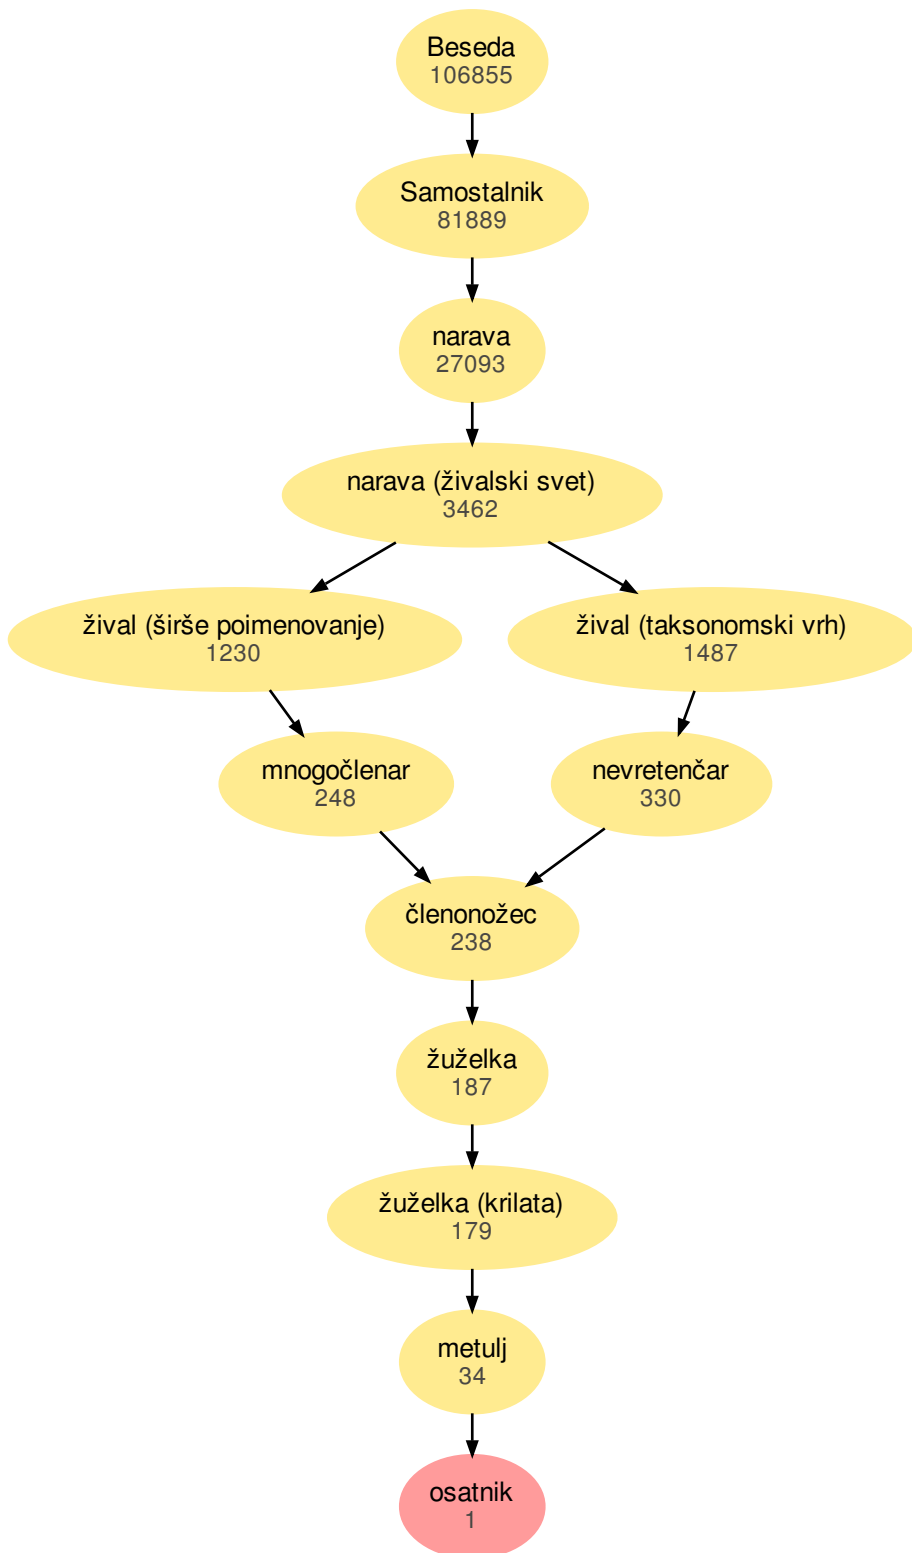 Beseda
106855
Samostalnik
81889
narava
27093
narava (živalski svet)
3462
žival (širše poimenovanje)
1230
žival (taksonomski vrh)
1487
mnogočlenar
248
nevretenčar
330
členonožec
238
žuželka
187
žuželka (krilata)
179
metulj
34
osatnik
1